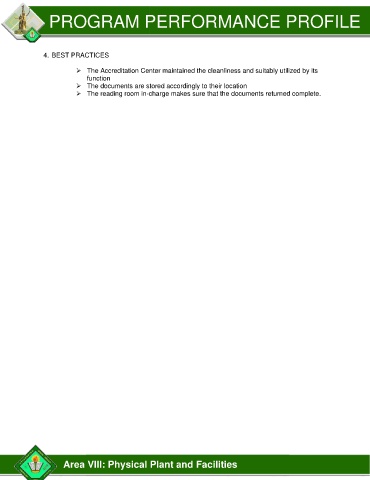 PROGRAM PERFORMANCE PROFILE
4. BEST PRACTICES
➢ The Accreditation Center maintained the cleanliness and suitably utilized by its
function
➢ The documents are stored accordingly to their location
➢ The reading room in-charge makes sure that the documents returned complete.
Area VIII: Physical Plant and Facilities